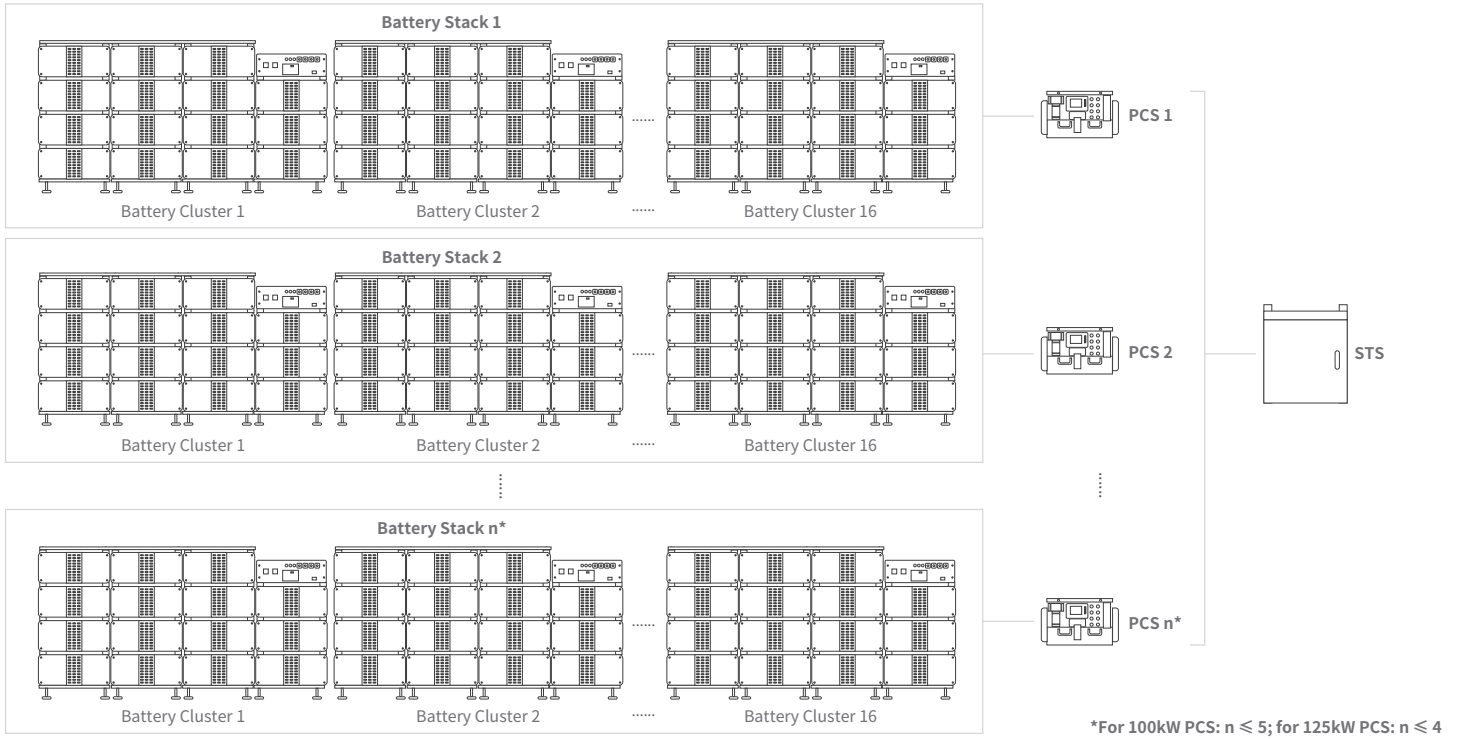 Battery Stack 1
......
PCS 1
Battery Cluster 1
Battery Cluster 2
......
Battery Cluster 16
Battery Stack 2
......
PCS 2
STS
Battery Cluster 1
Battery Cluster 2
......
Battery Cluster 16
Battery Stack n*
......
PCS n*
Battery Cluster 1
Battery Cluster 2
......
Battery Cluster 16
*For 100kW PCS: n ⩽ 5; for 125kW PCS: n ⩽ 4